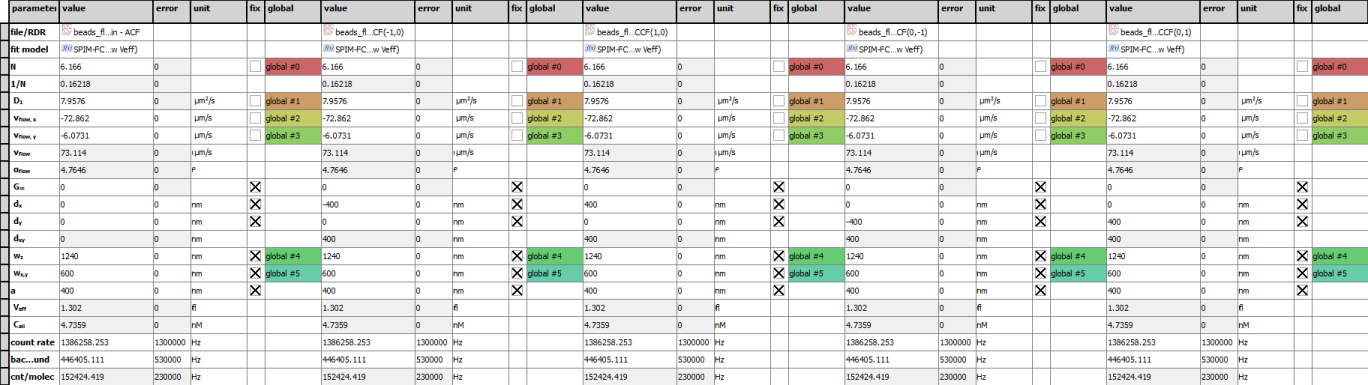 parameter value error unit fix global value error unit fix global value error unit fix global value error unit fix global value error unit fix global
file/RDR beads_fl...in - ACF beads_fl...CF(-1,0) beads_fl...CCF(1,0) beads_fl...CF(0,-1) beads_fl...CCF(0,1)
fit model f(x) SPIM-FC...w Veff) f(x) SPIM-FC...w Veff) f(x) SPIM-FC...w Veff) f(x) SPIM-FC...w Veff) f(x) SPIM-FC...w Veff)
N 6.166 0 global #0 6.166 0 global #0 6.166 0 global #0 6.166 0 global #0 6.166 0 global #0
1/N 0.16218 0 0.16218 0 0.16218 0 0.16218 0 0.16218 0
D₁ 7.9576 0 µm²/s global #1 7.9576 0 µm²/s global #1 7.9576 0 µm²/s global #1 7.9576 0 µm²/s global #1 7.9576 0 µm²/s global #1
vflow, x -72.862 0 µm/s global #2 -72.862 0 µm/s global #2 -72.862 0 µm/s global #2 -72.862 0 µm/s global #2 -72.862 0 µm/s global #2
vflow, y -6.0731 0 µm/s global #3 -6.0731 0 µm/s global #3 -6.0731 0 µm/s global #3 -6.0731 0 µm/s global #3 -6.0731 0 µm/s global #3
vflow 73.114 0 µm/s 73.114 0 µm/s 73.114 0 µm/s 73.114 0 µm/s 73.114 0 µm/s
αflow 4.7646 0 ° 4.7646 0 ° 4.7646 0 ° 4.7646 0 ° 4.7646 0 °
G∞ 0 0 0 0 0 0 0 0 0 0
dx 0 0 nm -400 0 nm 400 0 nm 0 0 nm 0 0 nm
dy 0 0 nm 0 0 nm 0 0 nm -400 0 nm 400 0 nm
dxy 0 0 nm 400 0 nm 400 0 nm 400 0 nm 400 0 nm
wz 1240 0 nm global #4 1240 0 nm global #4 1240 0 nm global #4 1240 0 nm global #4 1240 0 nm global #4
wx,y 600 0 nm global #5 600 0 nm global #5 600 0 nm global #5 600 0 nm global #5 600 0 nm global #5
a 400 0 nm 400 0 nm 400 0 nm 400 0 nm 400 0 nm
Veff 1.302 0 fl 1.302 0 fl 1.302 0 fl 1.302 0 fl 1.302 0 fl
Call 4.7359 0 nM 4.7359 0 nM 4.7359 0 nM 4.7359 0 nM 4.7359 0 nM
count rate 1386258.253 1300000 Hz 1386258.253 1300000 Hz 1386258.253 1300000 Hz 1386258.253 1300000 Hz 1386258.253 1300000 Hz
bac...und 446405.111 530000 Hz 446405.111 530000 Hz 446405.111 530000 Hz 446405.111 530000 Hz 446405.111 530000 Hz
cnt/molec 152424.419 230000 Hz 152424.419 230000 Hz 152424.419 230000 Hz 152424.419 230000 Hz 152424.419 230000 Hz